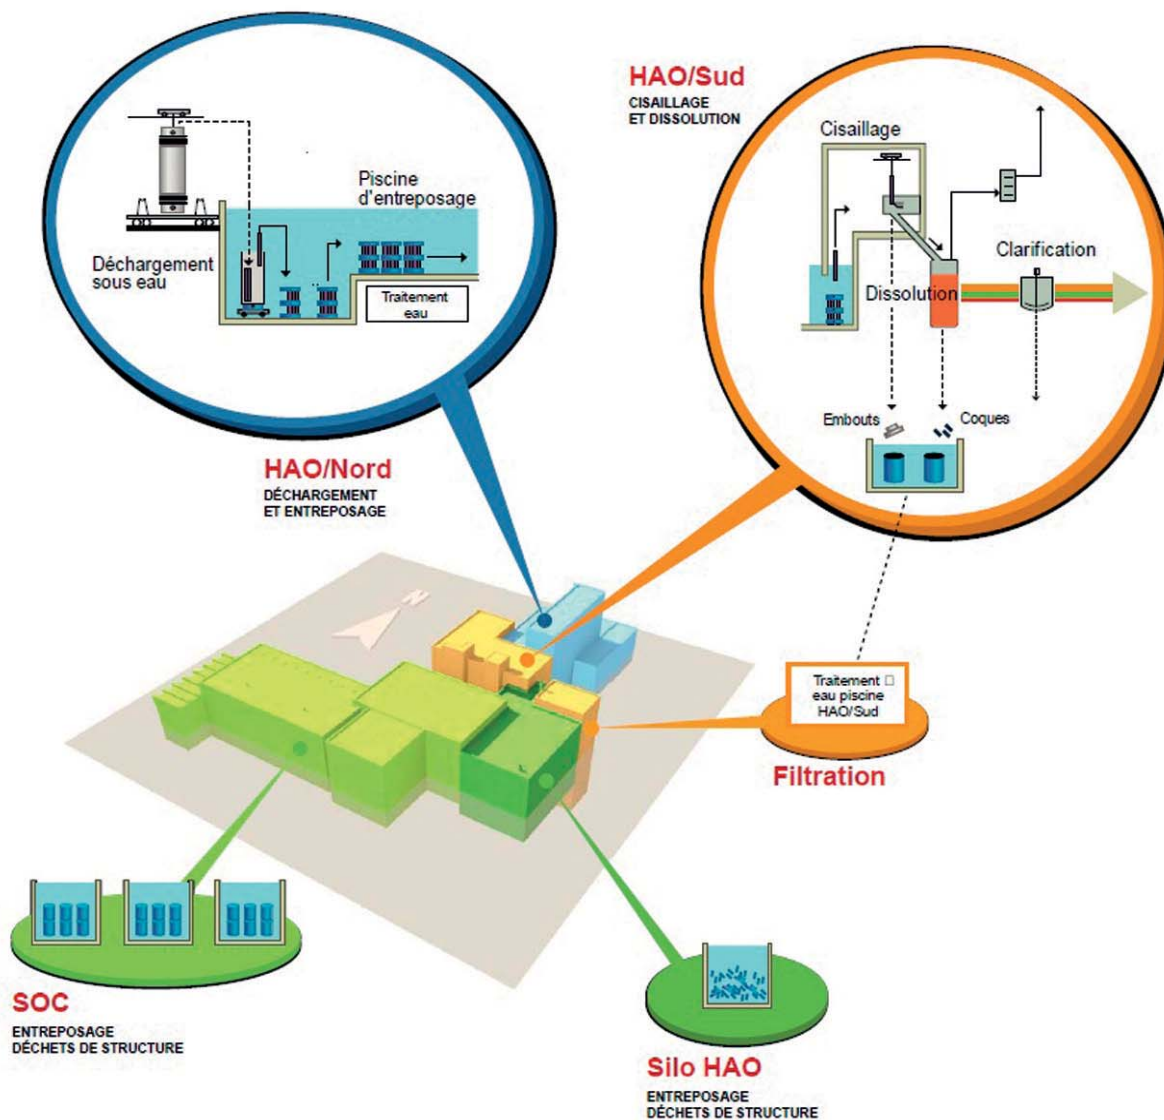 HAO/Sud
CISAILLAGE
ET DISSOLUTION
Cisaillage
Piscine
d'entreposage
Déchargement
sous eau
Traitement
eau
Clarification
Dissolution
Embouts
Coques
HAO/Nord
DÉCHARGEMENT
ET ENTREPOSAGE
N
Traitement □
eau piscine
HAO/Sud
Filtration
SOC
ENTREPOSAGE
DÉCHETS DE STRUCTURE
Silo HAO
ENTREPOSAGE
DÉCHETS DE STRUCTURE